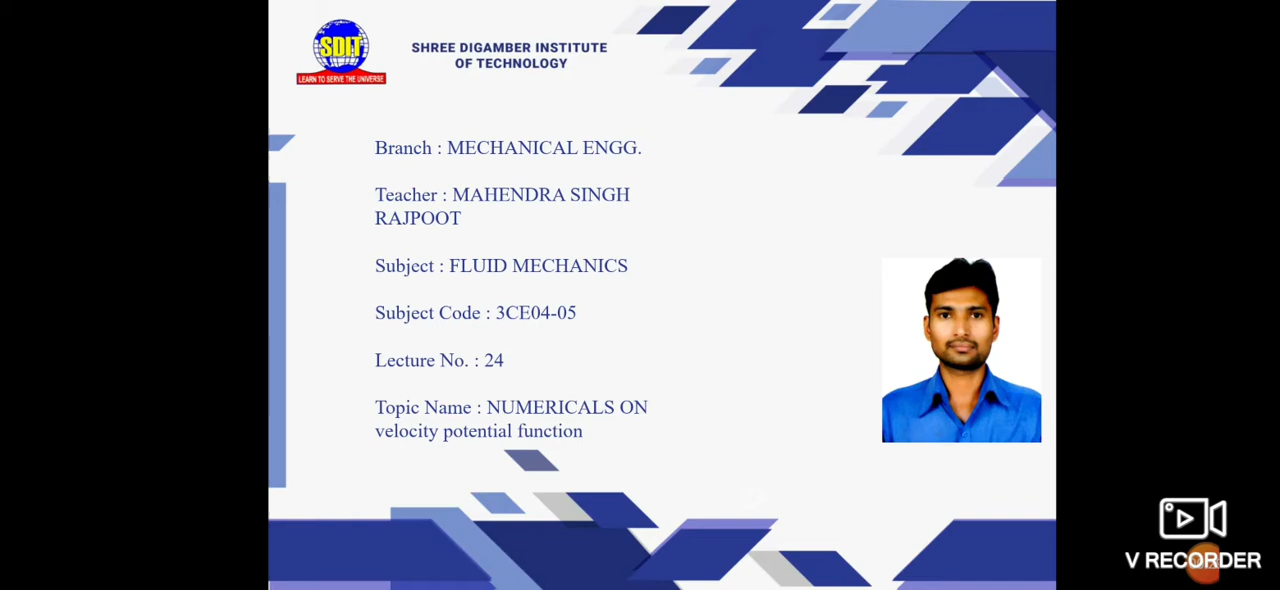 SDIT
LEARN TO SERVE THE UNIVERSE
SHREE DIGAMBER INSTITUTE
OF TECHNOLOGY
Branch : MECHANICAL ENGG.
Teacher : MAHENDRA SINGH
RAJPOOT
Subject : FLUID MECHANICS
Subject Code : 3CE04-05
Lecture No. : 24
Topic Name : NUMERICALS ON
velocity potential function
V RECORDER